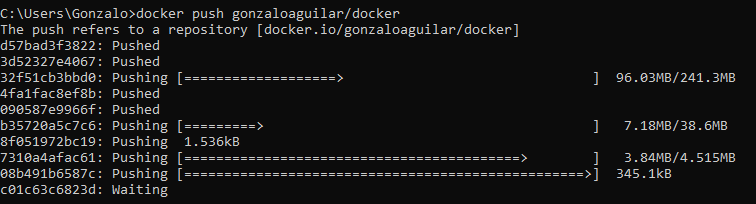 C:\Users\Gonzalo>docker push gonzaloaguilar/docker
The push refers to a repository [docker.io/gonzaloaguilar/docker]
d57bad3f3822: Pushed
3d52327e4067: Pushed
32f51cb3bbd0: Pushing [===================>                               ]  96.03MB/241.3MB
4fa1fac8ef8b: Pushed
090587e9966f: Pushed
b35720a5c7c6: Pushing [=========>                                         ]   7.18MB/38.6MB
8f051972bc19: Pushing  1.536kB
7310a4afac61: Pushing [==========================================>        ]   3.84MB/4.515MB
08b491b6587c: Pushing [==================================================>]  345.1kB
c01c63c6823d: Waiting